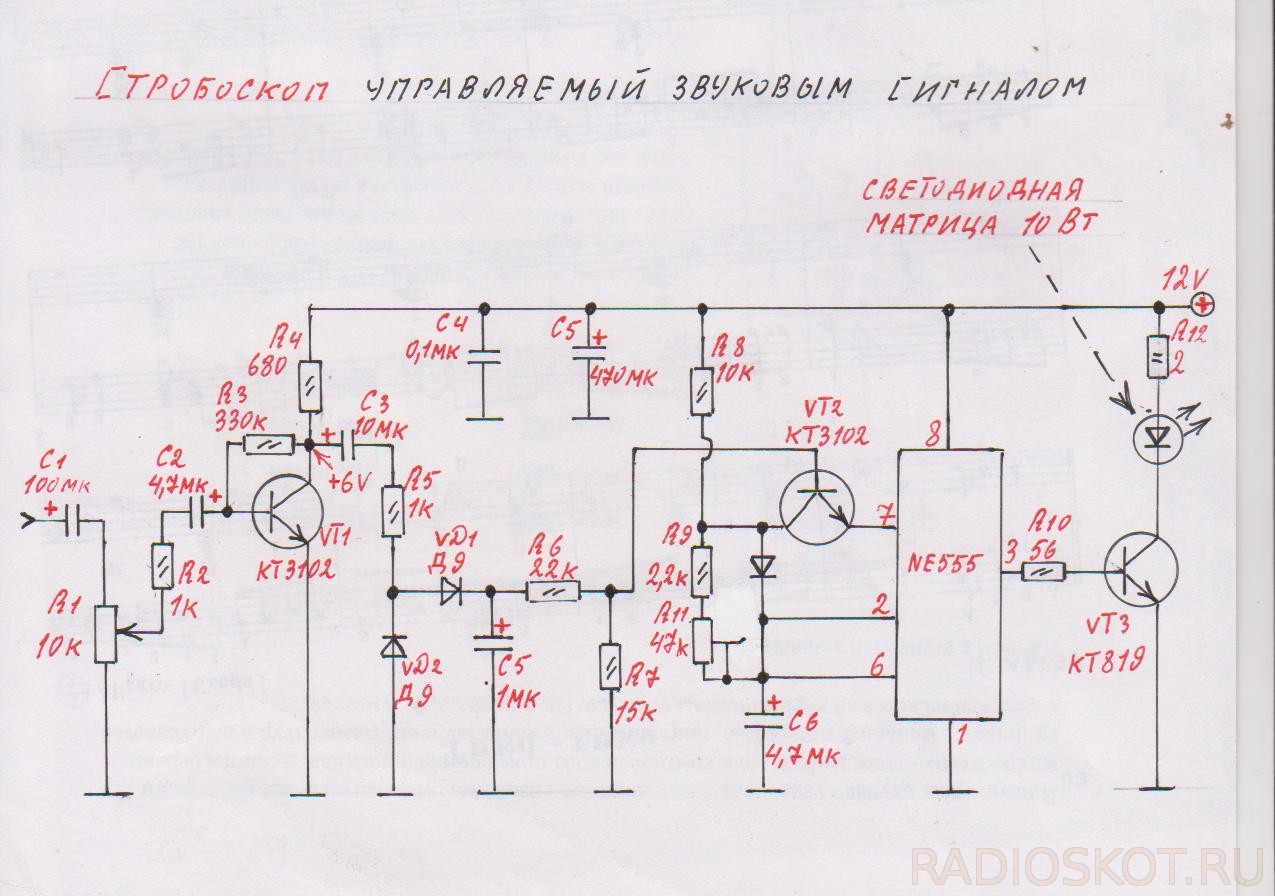 СТРОБОСКОП УПРАВЛЯЕМЫЙ ЗВУКОВЫМ СИГНАЛОМ
СВЕТОДИОДНАЯ
МАТРИЦА 10 ВТ
12V
+
R4
680
C4
0,1МК
C5
+
470МК
R8
10К
R12
2
R3
330К
C3
+ 10МК
VT2
КТ3102
8
C1
100МК
+
C2
4,7МК
+
+6V
R5
1К
VT1
КТ3102
VD1
Д9
R6
22К
R9
2,2К
7
NE555
R10
3 56
R2
1К
R1
10К
2
R11
47К
VT3
КТ819
VD2
Д9
+
C5
1МК
R7
15К
6
+
C6
4,7МК
1
RADIOSKOT.RU